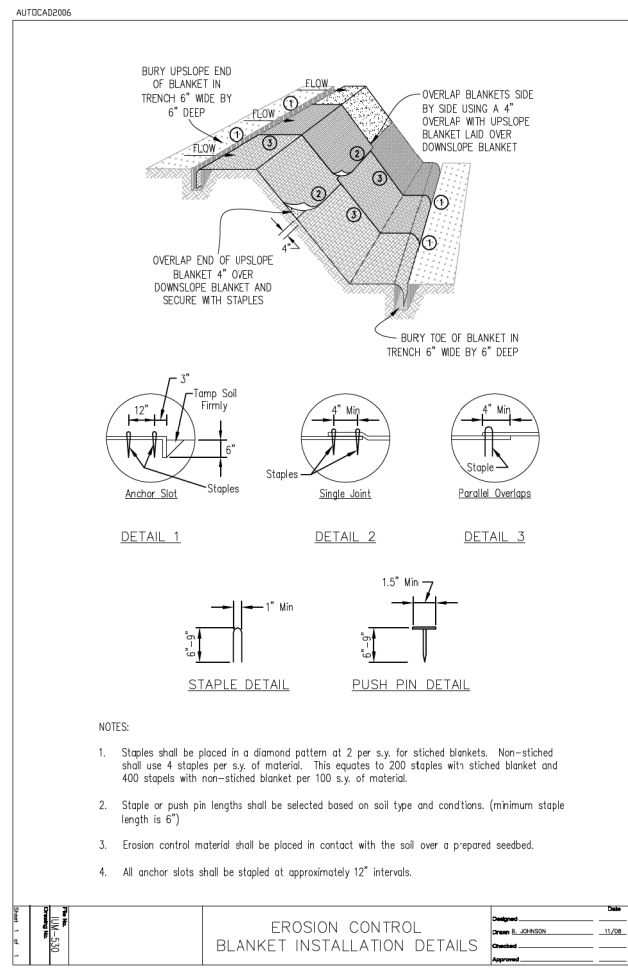 AUTOCAD2006
BURY UPSLOPE END
OF BLANKET IN
TRENCH 6" WIDE BY
6" DEEP
FLOW
FLOW
FLOW
1
1
1
3
2
3
2
3
1
1
OVERLAP BLANKETS SIDE
BY SIDE USING A 4"
OVERLAP WITH UPSLOPE
BLANKET LAID OVER
DOWNSLOPE BLANKET
4"
OVERLAP END OF UPSLOPE
BLANKET 4" OVER
DOWNSLOPE BLANKET AND
SECURE WITH STAPLES
BURY TOE OF BLANKET IN
TRENCH 6" WIDE BY 6" DEEP
3"
12"
Tamp Soil
Firmly
6"
Staples
Anchor Slot
DETAIL 1
4" Min
Staples
Single Joint
DETAIL 2
4" Min
Staple
Parallel Overlaps
DETAIL 3
1" Min
6"-9"
STAPLE DETAIL
1.5" Min
6"-9"
PUSH PIN DETAIL
NOTES:
1. Staples shall be placed in a diamond pattern at 2 per s.y. for stiched blankets. Non-stiched
shall use 4 staples per s.y. of material. This equates to 200 staples with stiched blanket and
400 stapels with non-stiched blanket per 100 s.y. of material.
2. Staple or push pin lengths shall be selected based on soil type and conditions. (minimum staple
length is 6")
3. Erosion control material shall be placed in contact with the soil over a prepared seedbed.
4. All anchor slots shall be stapled at approximately 12" intervals.
File No.
IUM-530
Drawing No.
Sheet 1 of 1
EROSION CONTROL
BLANKET INSTALLATION DETAILS
Date
Designed
Drawn B. JOHNSON 11/08
Checked
Approved